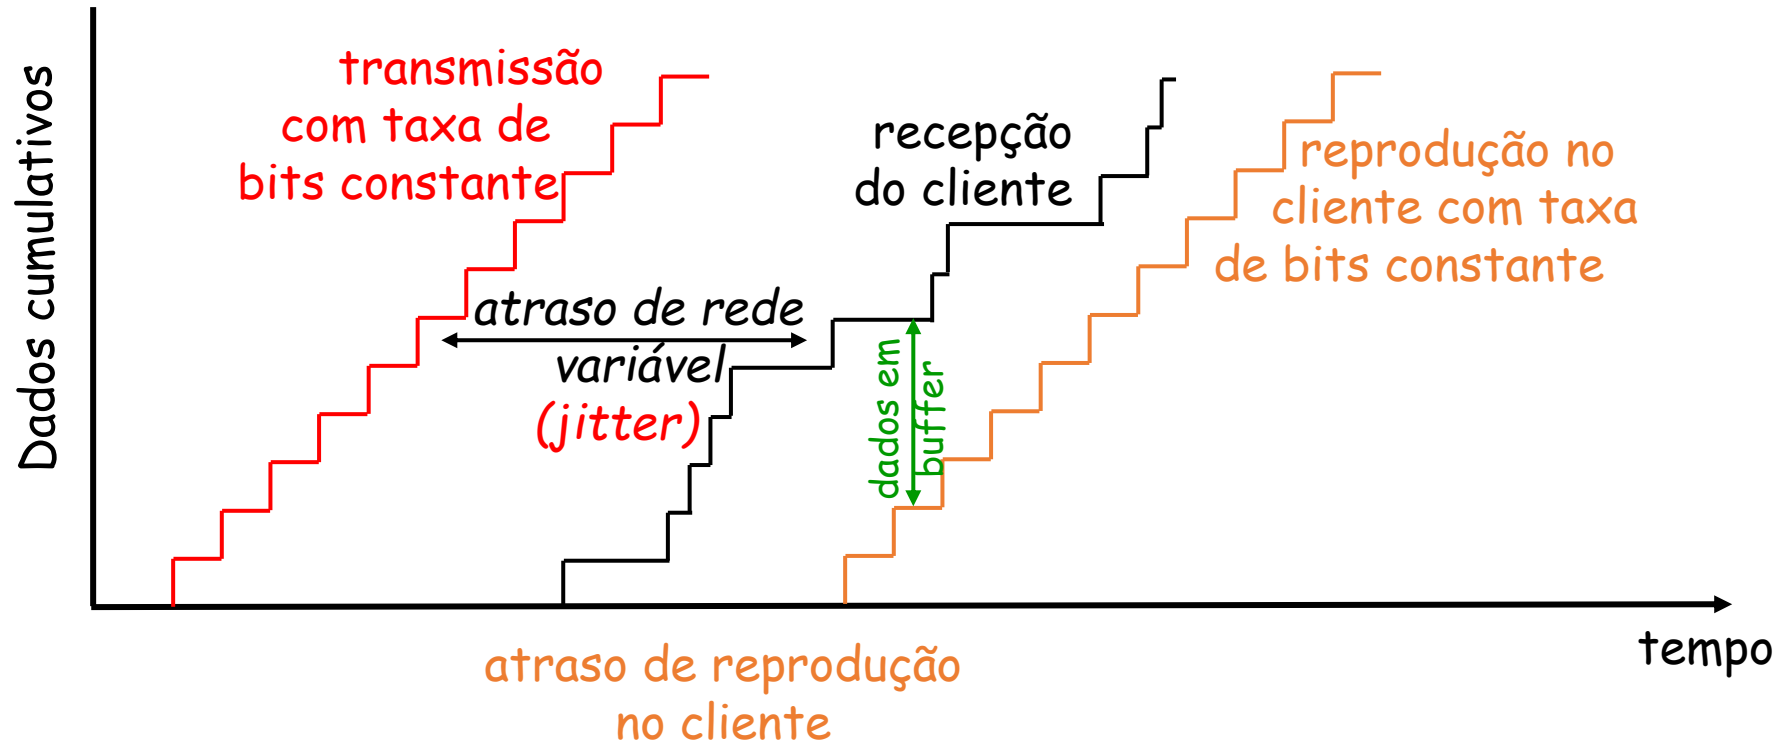 Dados cumulativos
transmissão
com taxa de
bits constante
recepção
do cliente
reprodução no
cliente com taxa
de bits constante
atraso de rede
variável
(jitter)
dados em
buffer
tempo
atraso de reprodução
no cliente